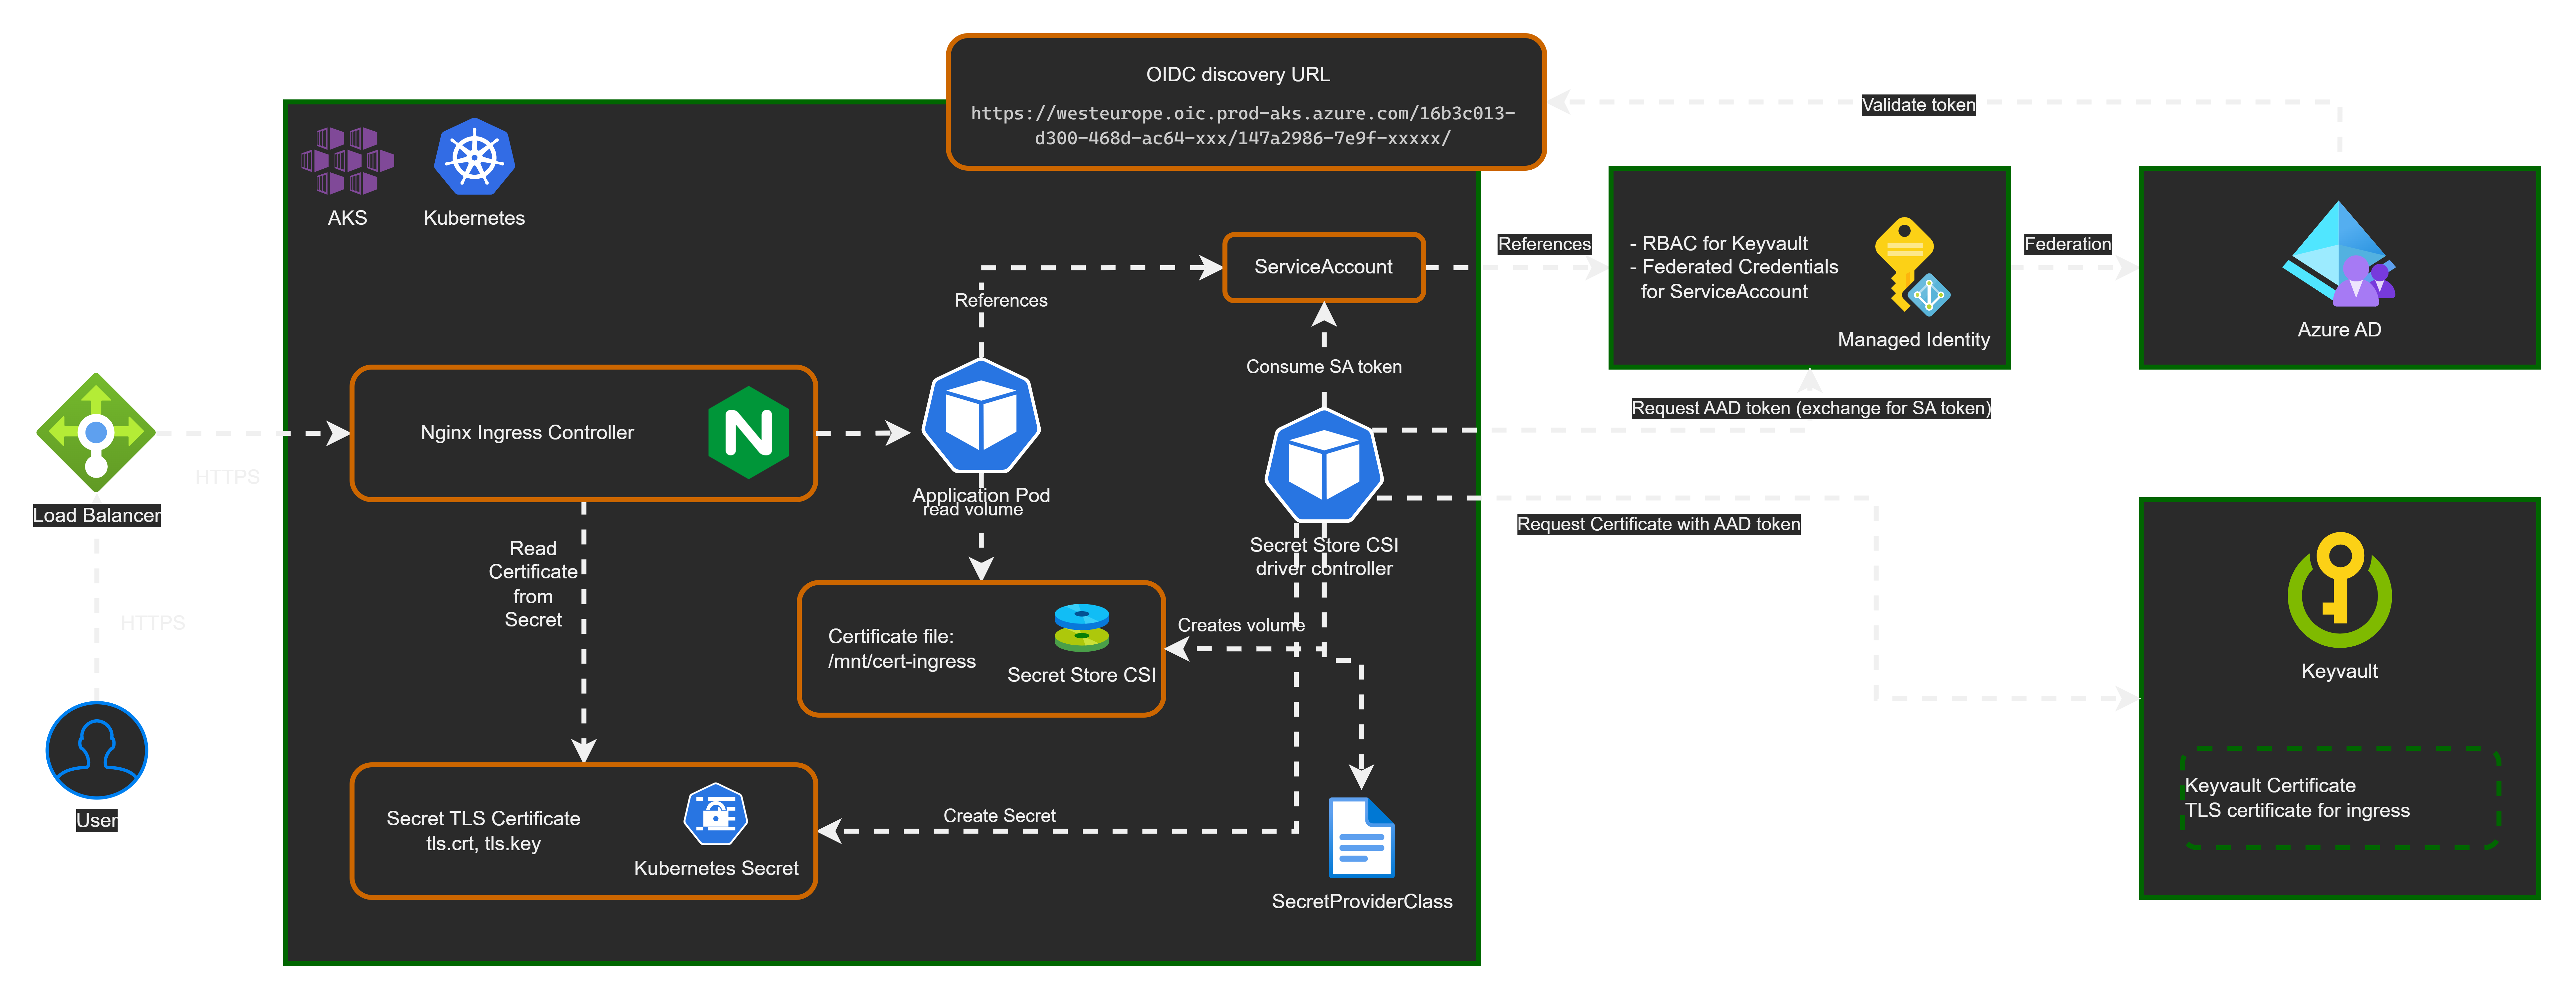 OIDC discovery URL
https://westeurope.oic.prod-aks.azure.com/16b3c013-
d300-468d-ac64-xxx/147a2986-7e9f-xxxxx/
Validate token
AKS
Kubernetes
References
ServiceAccount
References
- RBAC for Keyvault
- Federated Credentials
for ServiceAccount
Managed Identity
Federation
Azure AD
Consume SA token
Request AAD token (exchange for SA token)
Nginx Ingress Controller
HTTPS
Load Balancer
Application Pod
read volume
Secret Store CSI
driver controller
Request Certificate with AAD token
Read
Certificate
from
Secret
HTTPS
Certificate file:
/mnt/cert-ingress
Secret Store CSI
Creates volume
Keyvault
Keyvault Certificate
TLS certificate for ingress
User
Secret TLS Certificate
tls.crt, tls.key
Kubernetes Secret
Create Secret
SecretProviderClass